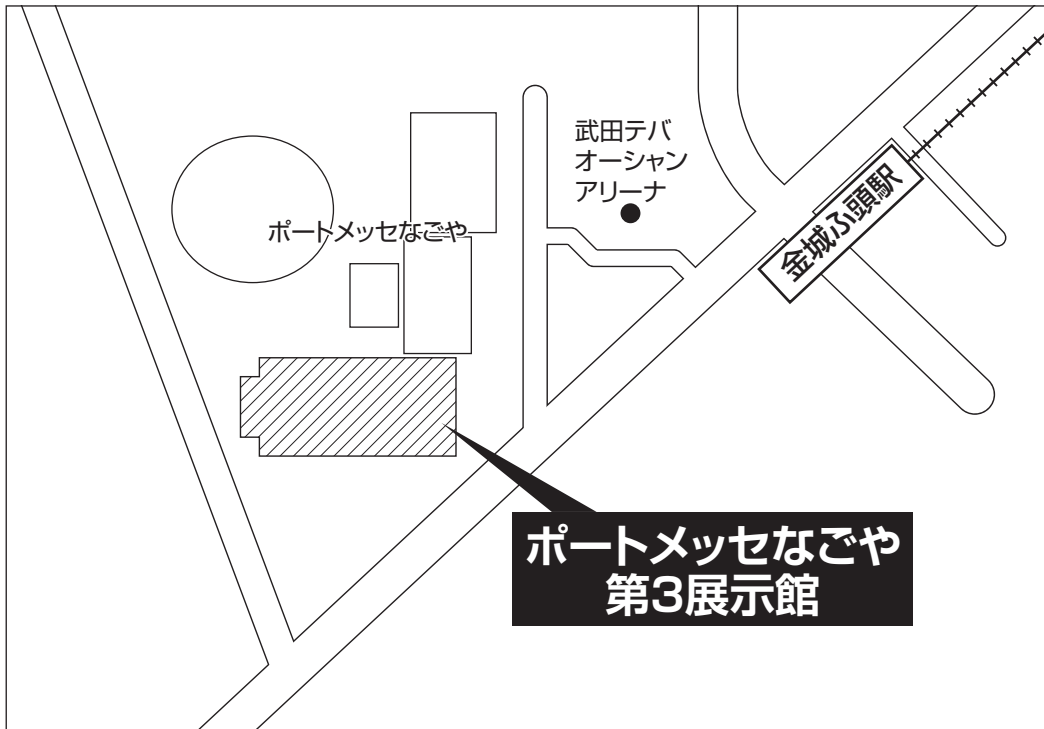 武田テバ
オーシャン
アリーナ
ポートメッセなごや
金城ふ頭駅
ポートメッセなごや
第3展示館